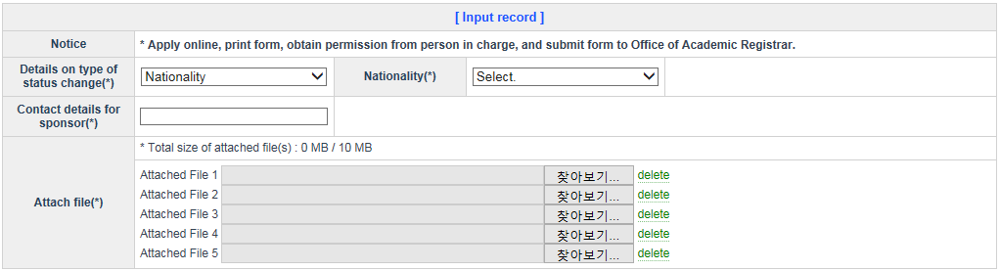 [ Input record ]
Notice
* Apply online, print form, obtain permission from person in charge, and submit form to Office of Academic Registrar.
Details on type of
status change(*)
Nationality
Nationality(*)
Select.
Contact details for
sponsor(*)
Attach file(*)
* Total size of attached file(s) : 0 MB / 10 MB
Attached File 1 찾아보기... delete
Attached File 2 찾아보기... delete
Attached File 3 찾아보기... delete
Attached File 4 찾아보기... delete
Attached File 5 찾아보기... delete